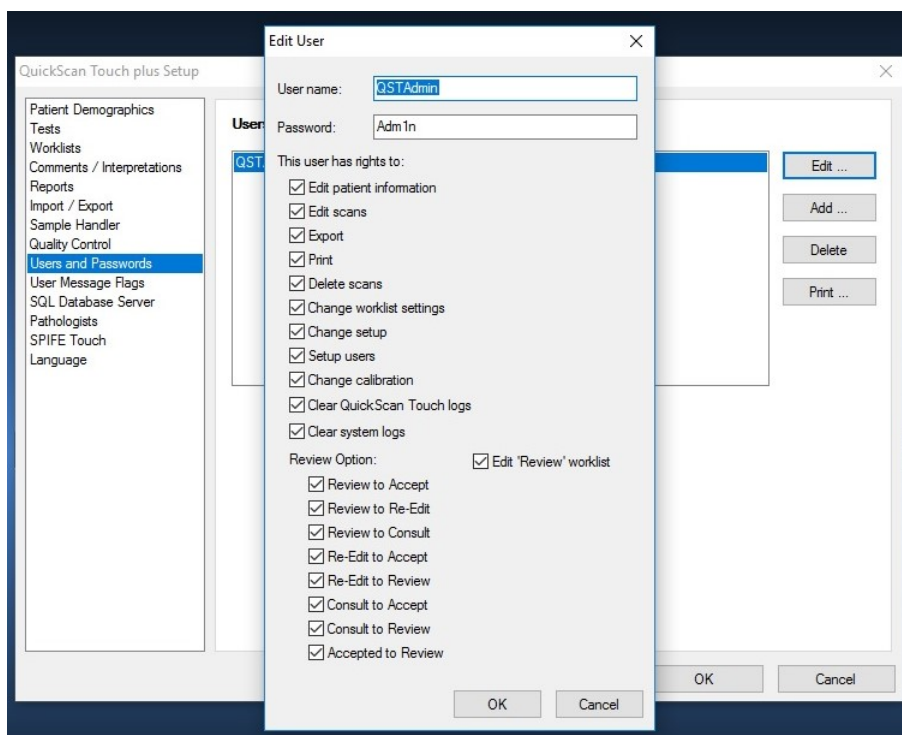 Edit User
User name: QSTAdmin
Password: Adm1n
This user has rights to:
Edit patient information
Edit scans
Export
Print
Delete scans
Change worklist settings
Change setup
Setup users
Change calibration
Clear QuickScan Touch logs
Clear system logs
Review Option:
Edit 'Review' worklist
Review to Accept
Review to Re-Edit
Review to Consult
Re-Edit to Accept
Re-Edit to Review
Consult to Accept
Consult to Review
Accepted to Review
OK Cancel
QuickScan Touch plus Setup
Patient Demographics
Tests
Worklists
Comments / Interpretations
Reports
Import / Export
Sample Handler
Quality Control
Users and Passwords
User Message Flags
SQL Database Server
Pathologists
SPIFE Touch
Language
User
QST
Edit ...
Add ...
Delete
Print ...
OK Cancel